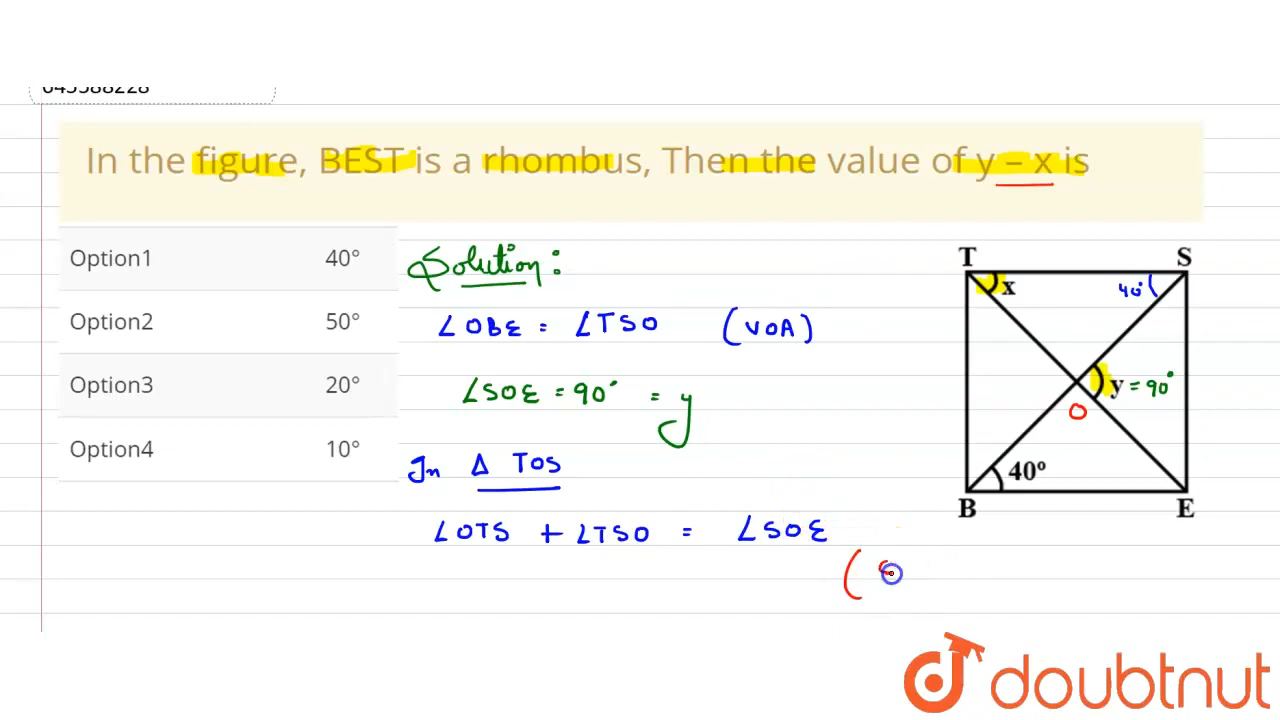 643588228
In the figure, BEST is a rhombus, Then the value of y – x is
Option1 40°
Option2 50°
Option3 20°
Option4 10°
Solution :
∠OBE = ∠TSO (VOA)
∠SOE = 90° = y
In Δ TOS
∠OTS + ∠TSO = ∠SOE
(
T S
x 40°
y = 90°
O
40°
B E
doubtnut